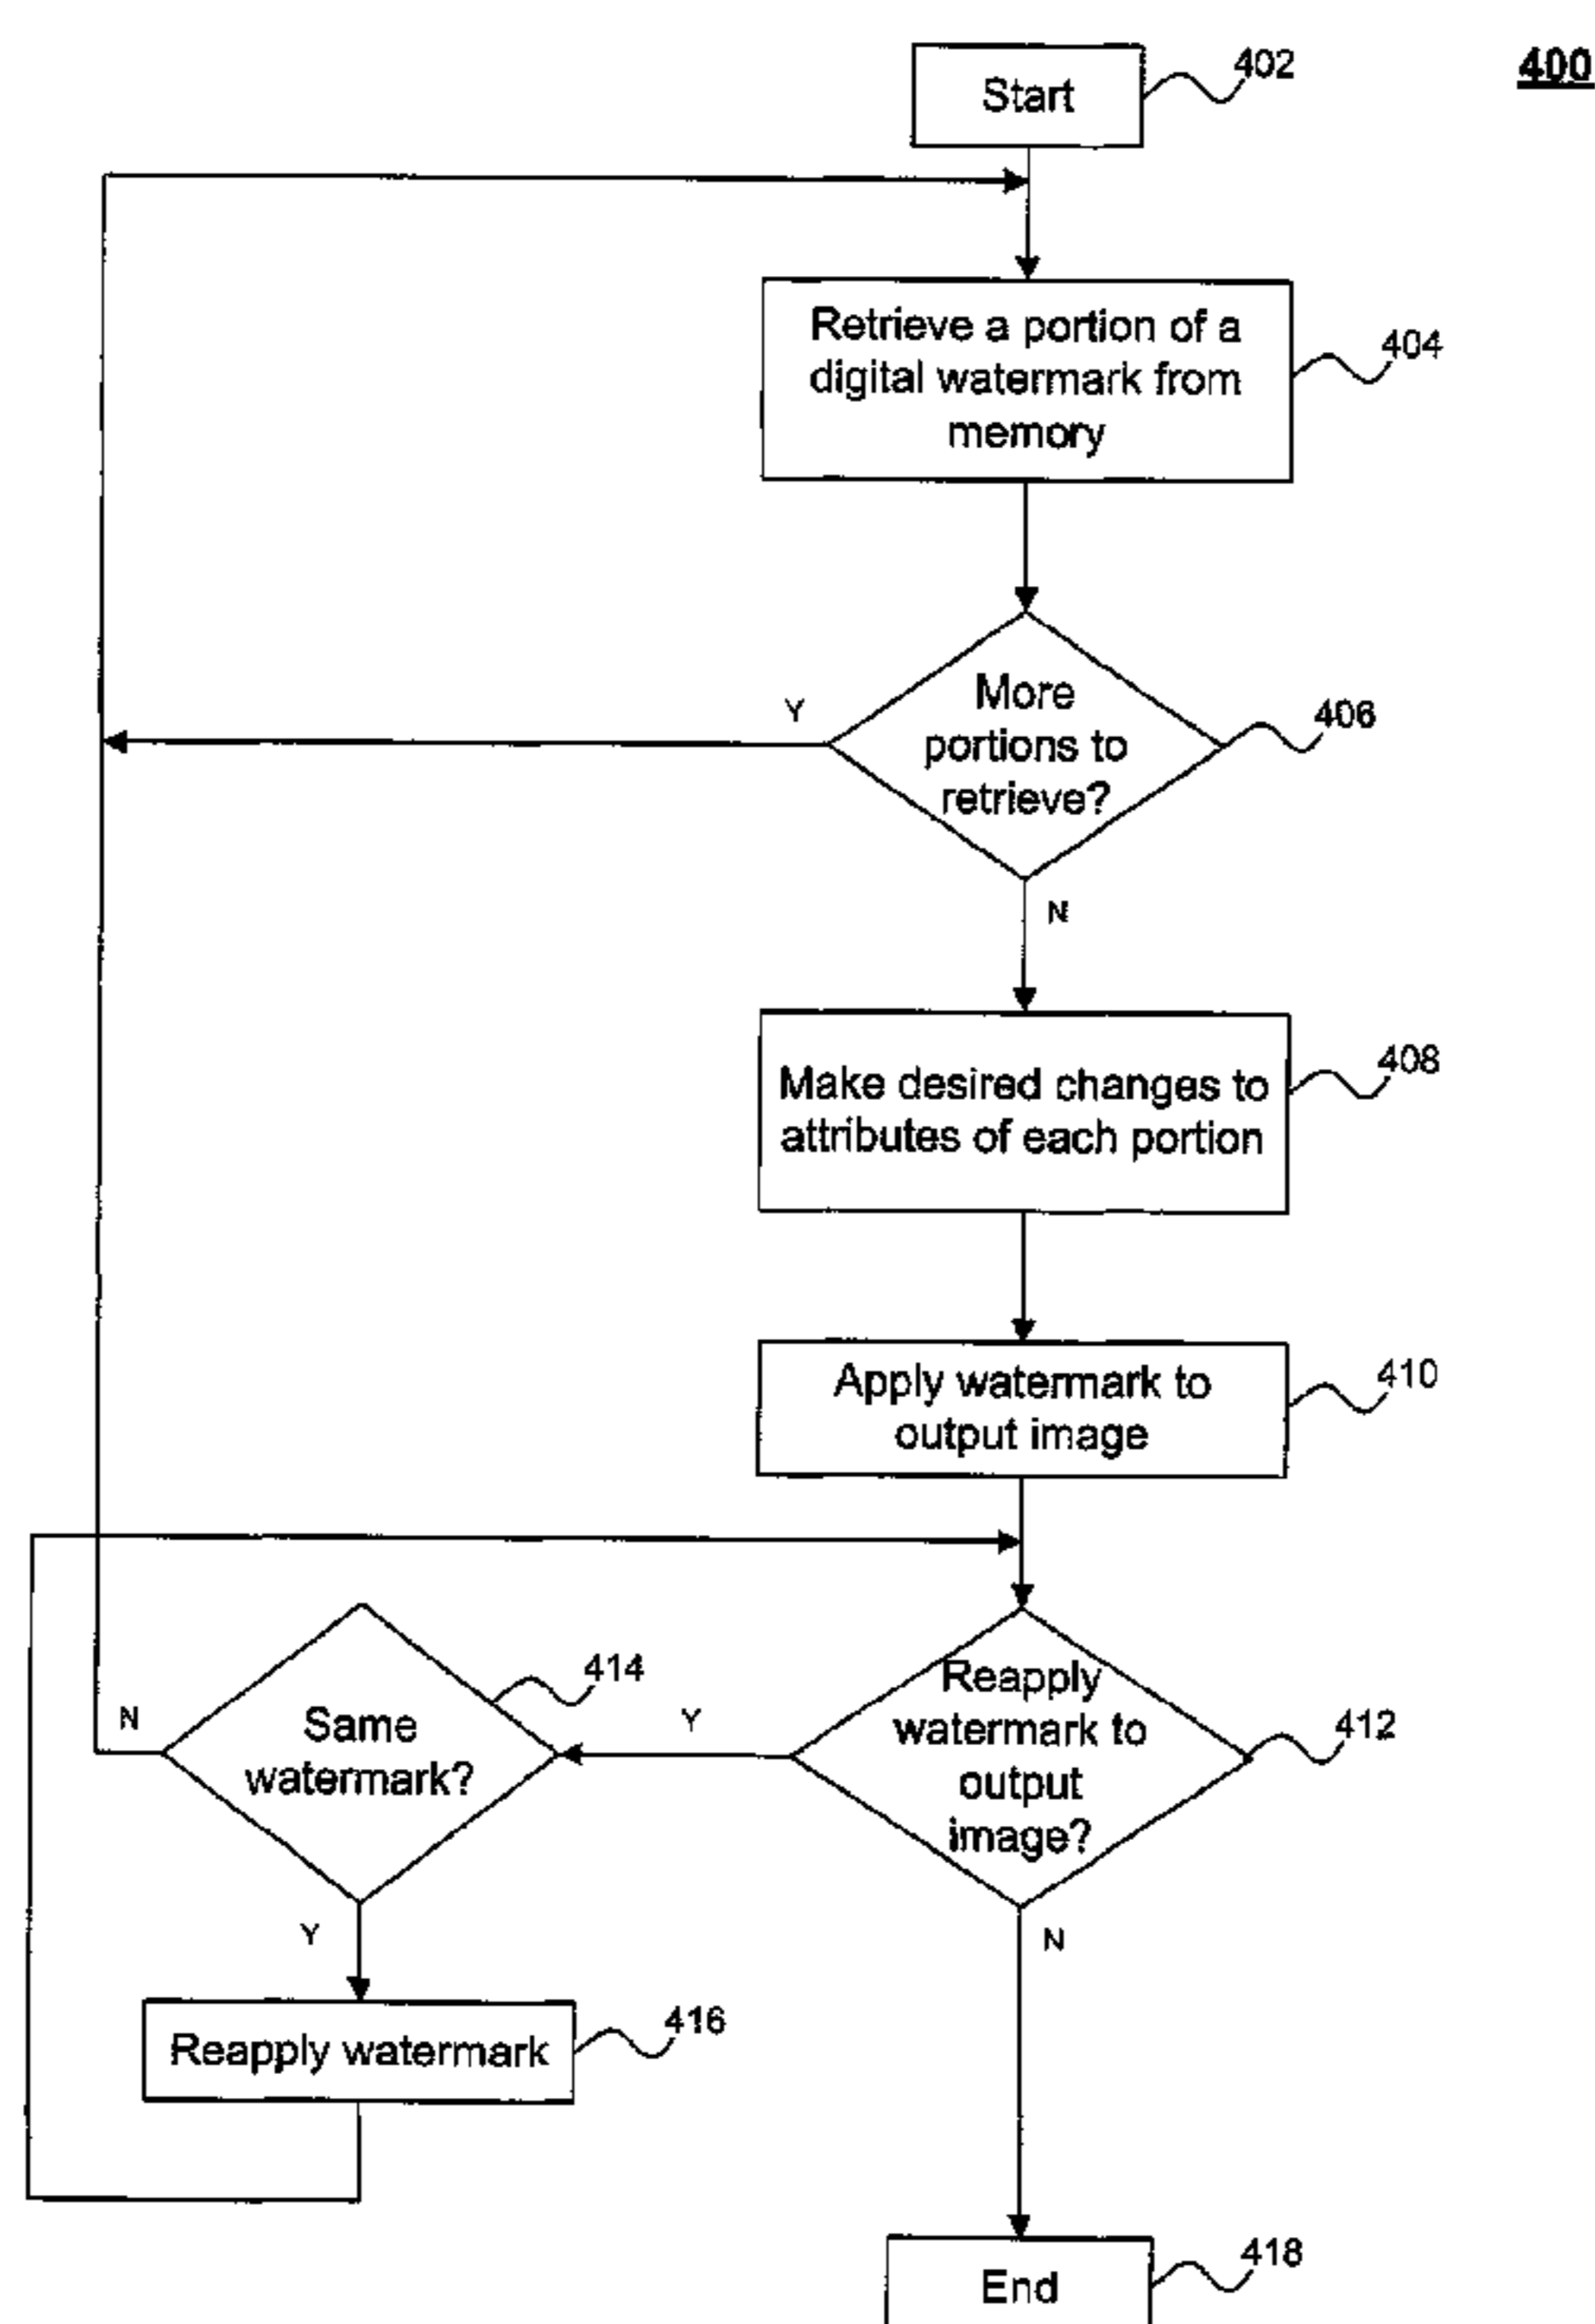 400
Start
402
Retrieve a portion of a
digital watermark from
memory
404
More
portions to
retrieve?
406
Y
N
Make desired changes to
attributes of each portion
408
Apply watermark to
output image
410
Reapply
watermark to
output
image?
412
Y
N
Same
watermark?
414
N
Y
Reapply watermark
416
End
418